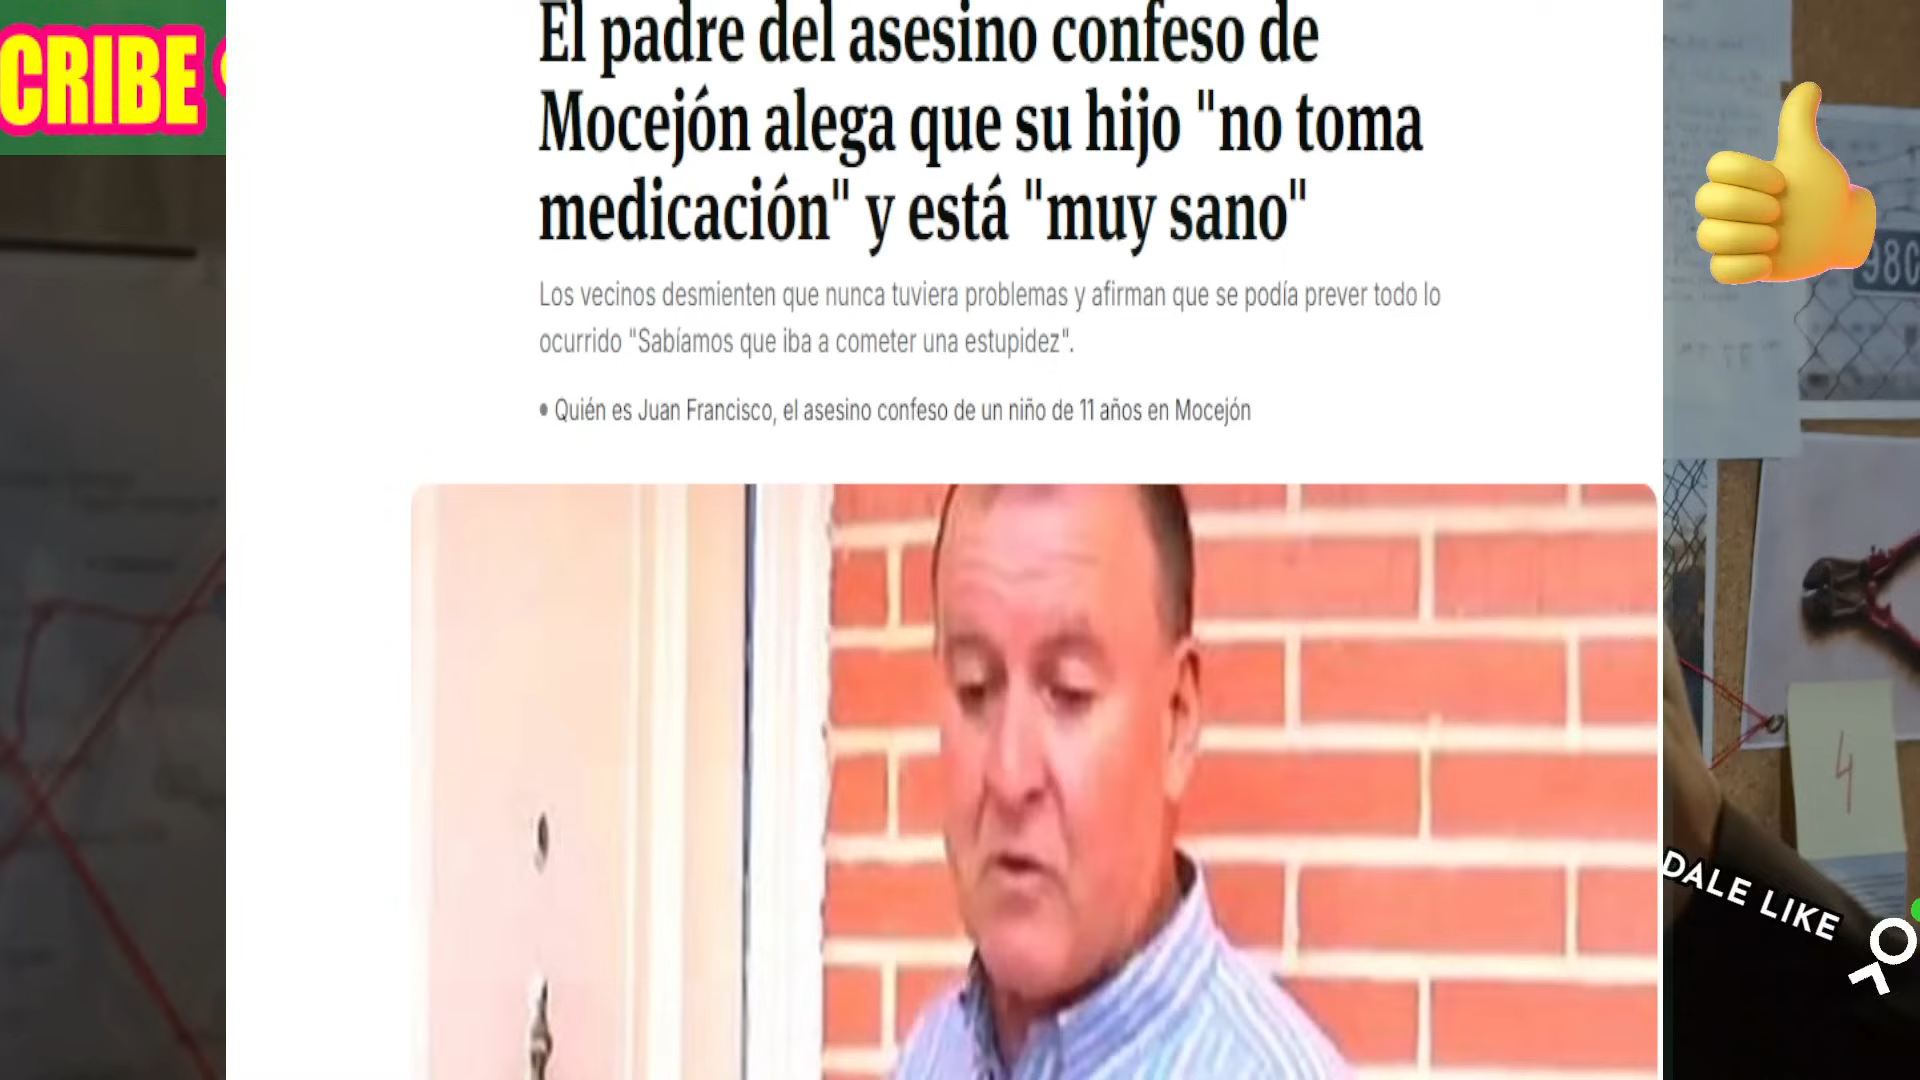 CRIBE
El padre del asesino confeso de
Mocejón alega que su hijo "no toma
medicación" y está "muy sano"
Los vecinos desmienten que nunca tuviera problemas y afirman que se podía prever todo lo
ocurrido "Sabíamos que iba a cometer una estupidez".
• Quién es Juan Francisco, el asesino confeso de un niño de 11 años en Mocejón
98C
4
DALE LIKE